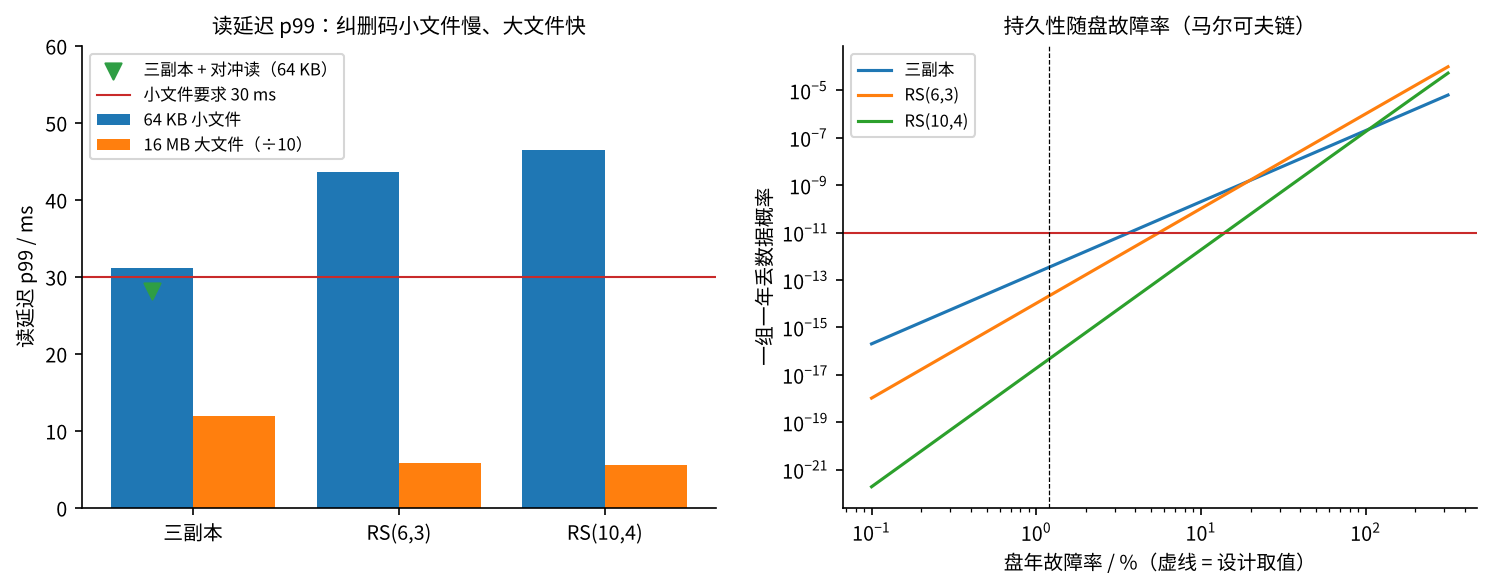 读延迟 p99：纠删码小文件慢、大文件快
三副本 + 对冲读（64 KB）
小文件要求 30 ms
64 KB 小文件
16 MB 大文件（÷10）
读延迟 p99 / ms
60
50
40
30
20
10
0
三副本
RS(6,3)
RS(10,4)
持久性随盘故障率（马尔可夫链）
三副本
RS(6,3)
RS(10,4)
一组一年丢数据概率
10⁻⁵
10⁻⁷
10⁻⁹
10⁻¹¹
10⁻¹³
10⁻¹⁵
10⁻¹⁷
10⁻¹⁹
10⁻²¹
10⁻¹
10⁰
10¹
10²
盘年故障率 / %（虚线 = 设计取值）